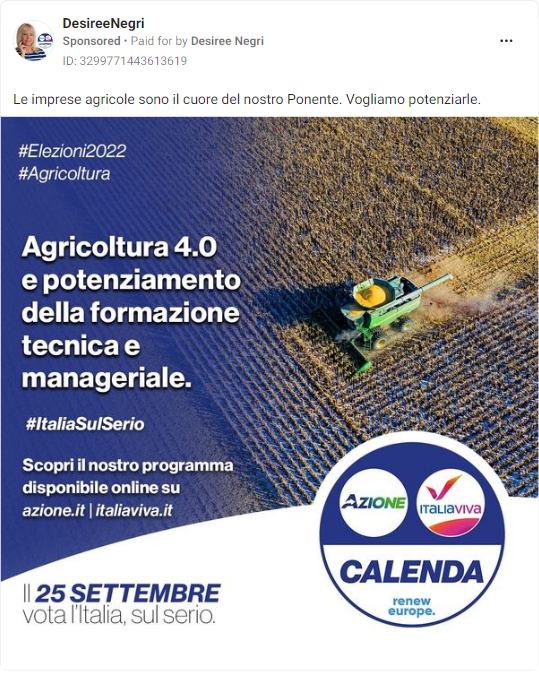 DesireeNegri
Sponsored • Paid for by Desiree Negri
ID: 3299771443613619
Le imprese agricole sono il cuore del nostro Ponente. Vogliamo potenziarle.
#Elezioni2022
#Agricoltura
Agricoltura 4.0
e potenziamento
della formazione
tecnica e
manageriale.
#ItaliaSulSerio
Scopri il nostro programma
disponibile online su
azione.it | italiaviva.it
AZIONE
ITALIAVIVA
CALENDA
renew
europe.
Il 25 SETTEMBRE
vota l'Italia, sul serio.